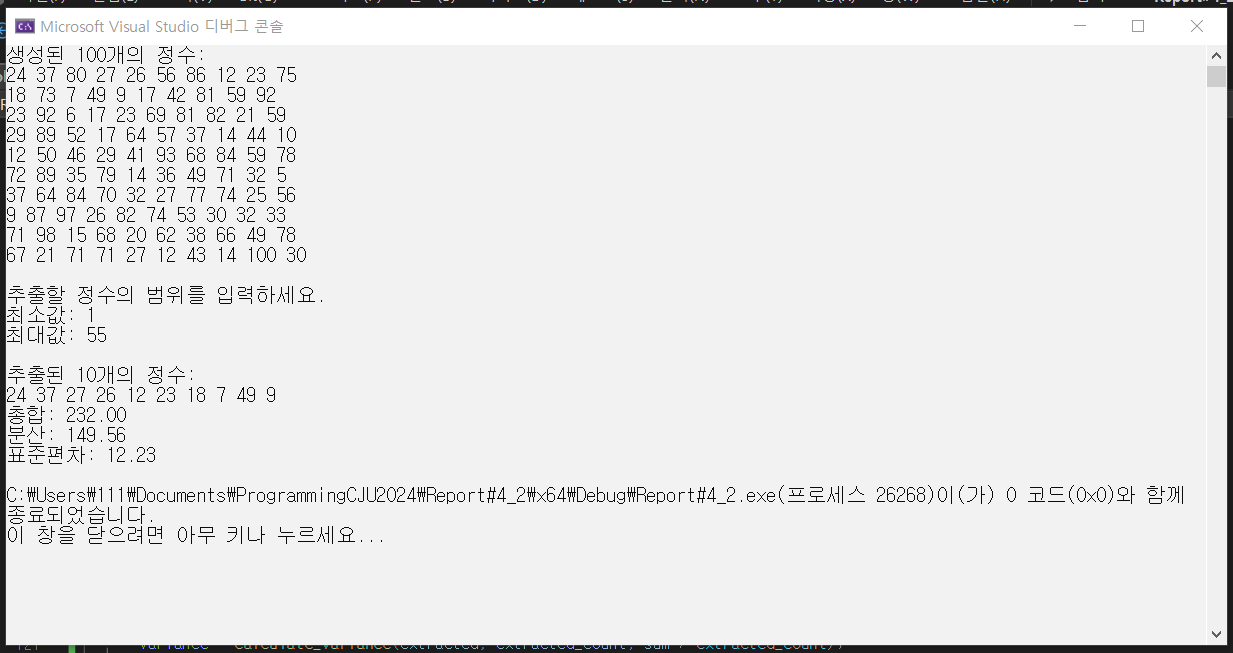 Microsoft Visual Studio 디버그 콘솔
생성된 100개의 정수:
24 37 80 27 26 56 86 12 23 75
18 73 7 49 9 17 42 81 59 92
23 92 6 17 23 69 81 82 21 59
29 89 52 17 64 57 37 14 44 10
12 50 46 29 41 93 68 84 59 78
72 89 35 79 14 36 49 71 32 5
37 64 84 70 32 27 77 74 25 56
9 87 97 26 82 74 53 30 32 33
71 98 15 68 20 62 38 66 49 78
67 21 71 71 27 12 43 14 100 30
추출할 정수의 범위를 입력하세요.
최소값: 1
최대값: 55
추출된 10개의 정수:
24 37 27 26 12 23 18 7 49 9
총합: 232.00
분산: 149.56
표준편차: 12.23
C:₩Users₩111₩Documents₩ProgrammingCJU2024₩Report#4_2₩x64₩Debug₩Report#4_2.exe(프로세스 26268)이(가) 0 코드(0x0)와 함께
종료되었습니다.
이 창을 닫으려면 아무 키나 누르세요...